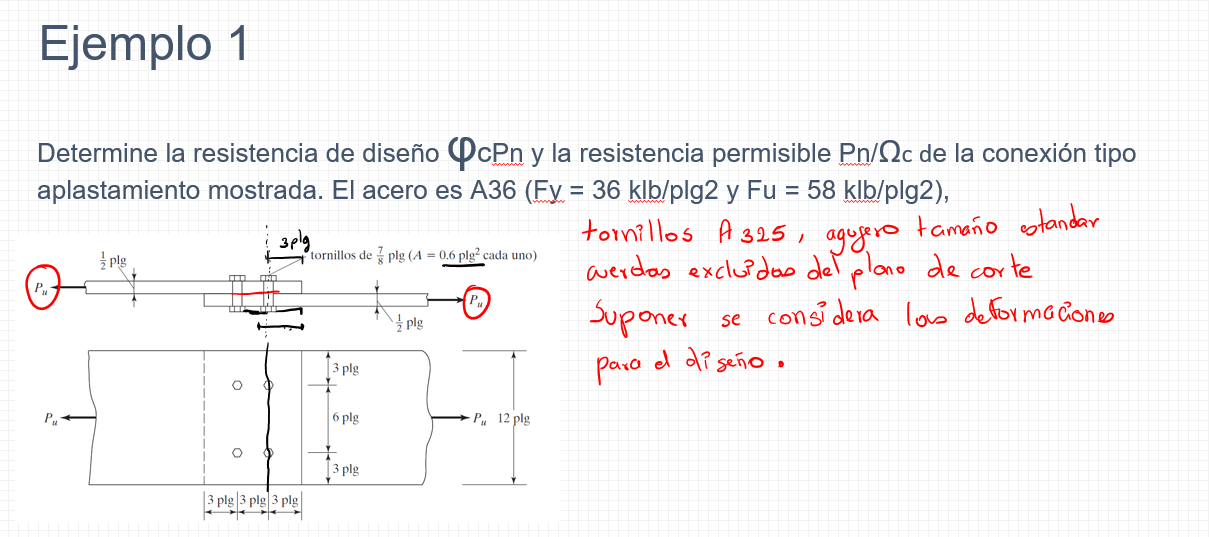 Ejemplo 1
Determine la resistencia de diseño φcPn y la resistencia permisible Pn/Ωc de la conexión tipo
aplastamiento mostrada. El acero es A36 (Fy = 36 klb/plg2 y Fu = 58 klb/plg2),
tornillos A325, agujero tamaño estandar
cuerdas excluidas del plano de corte
Suponer se considera las deformaciones
para el diseño.
3plg
tornillos de 7/8 plg (A = 0.6 plg² cada uno)
1/2 plg
Pu
Pu
1/2 plg
3 plg
Pu
6 plg
Pu
12 plg
3 plg
3 plg 3 plg 3 plg